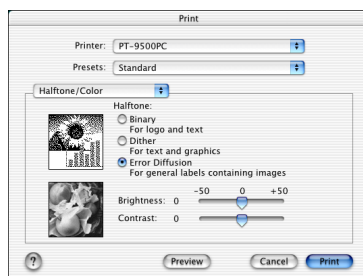 Print
Printer: PT-9500PC
Presets: Standard
Halftone/Color
Halftone:
Binary
For logo and text
Dither
For text and graphics
Error Diffusion
For general labels containing images
-50 0 +50
Brightness: 0
Contrast: 0
? Preview Cancel Print